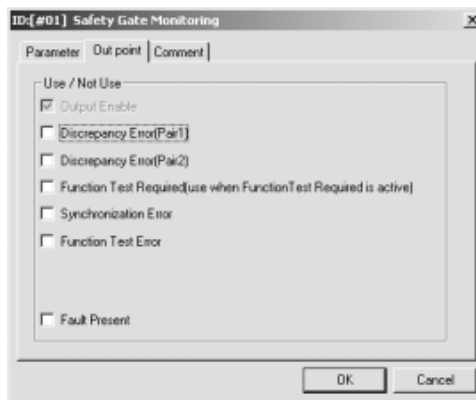 ID:[#01] Safety Gate Monitoring
Parameter Out point Comment
Use / Not Use
Output Enable
Discrepancy Error(Pair1)
Discrepancy Error(Pair2)
Function Test Required(use when FunctionTest Required is active)
Synchronization Error
Function Test Error
Fault Present
OK Cancel